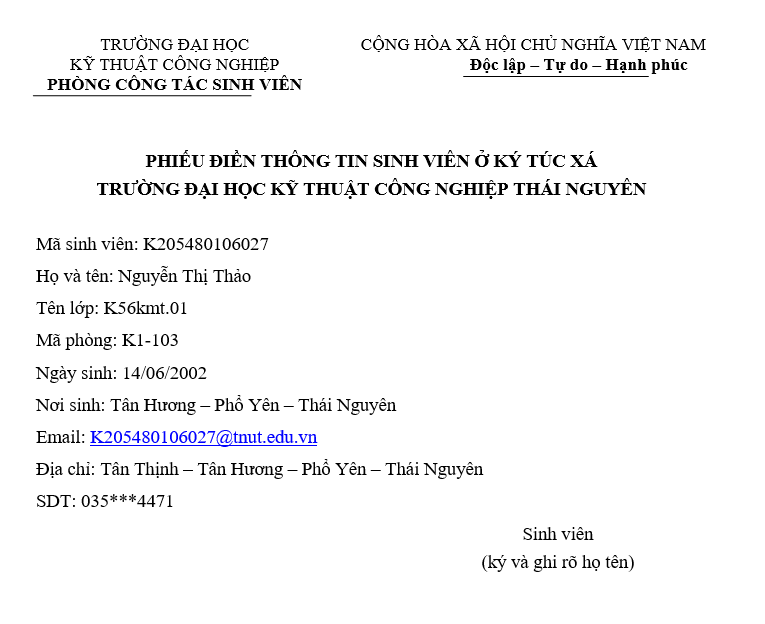 TRƯỜNG ĐẠI HỌC
KỸ THUẬT CÔNG NGHIỆP
PHÒNG CÔNG TÁC SINH VIÊN
CỘNG HÒA XÃ HỘI CHỦ NGHĨA VIỆT NAM
Độc lập – Tự do – Hạnh phúc
PHIẾU ĐIỀN THÔNG TIN SINH VIÊN Ở KÝ TÚC XÁ
TRƯỜNG ĐẠI HỌC KỸ THUẬT CÔNG NGHIỆP THÁI NGUYÊN
Mã sinh viên: K205480106027
Họ và tên: Nguyễn Thị Thảo
Tên lớp: K56kmt.01
Mã phòng: K1-103
Ngày sinh: 14/06/2002
Nơi sinh: Tân Hương – Phổ Yên – Thái Nguyên
Email: K205480106027@tnut.edu.vn
Địa chỉ: Tân Thịnh – Tân Hương – Phổ Yên – Thái Nguyên
SDT: 035***4471
Sinh viên
(ký và ghi rõ họ tên)